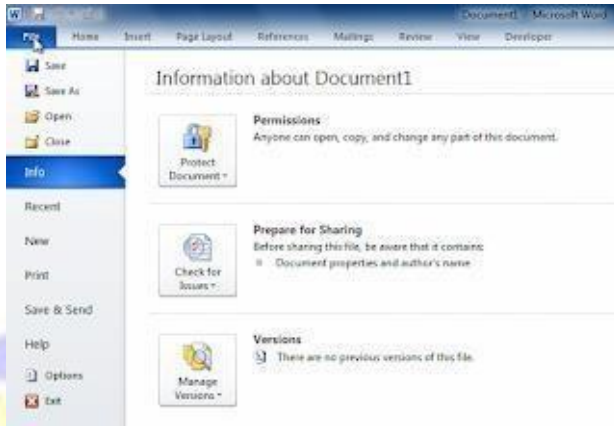 Document1 - Microsoft Word
File Home Insert Page Layout References Mailings Review View Developer
Save
Save As
Open
Close
Info
Recent
New
Print
Save & Send
Help
Options
Exit
Information about Document1
Protect
Document
Permissions
Anyone can open, copy, and change any part of this document.
Check for
Issues
Prepare for Sharing
Before sharing this file, be aware that it contains:
Document properties and author's name
Manage
Versions
Versions
There are no previous versions of this file.